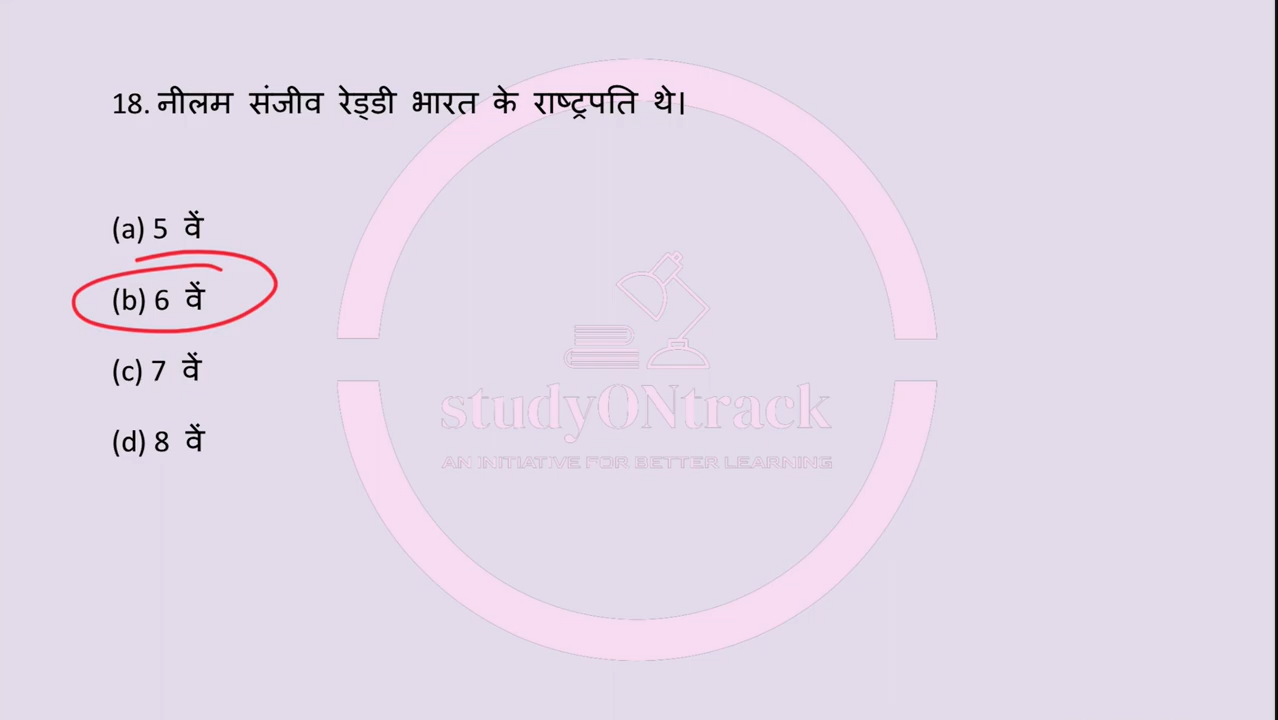 18. नीलम संजीव रेड्डी भारत के राष्ट्रपति थे।
(a) 5 वें
(b) 6 वें
(c) 7 वें
(d) 8 वें
studyONtrack
AN INITIATIVE FOR BETTER LEARNING